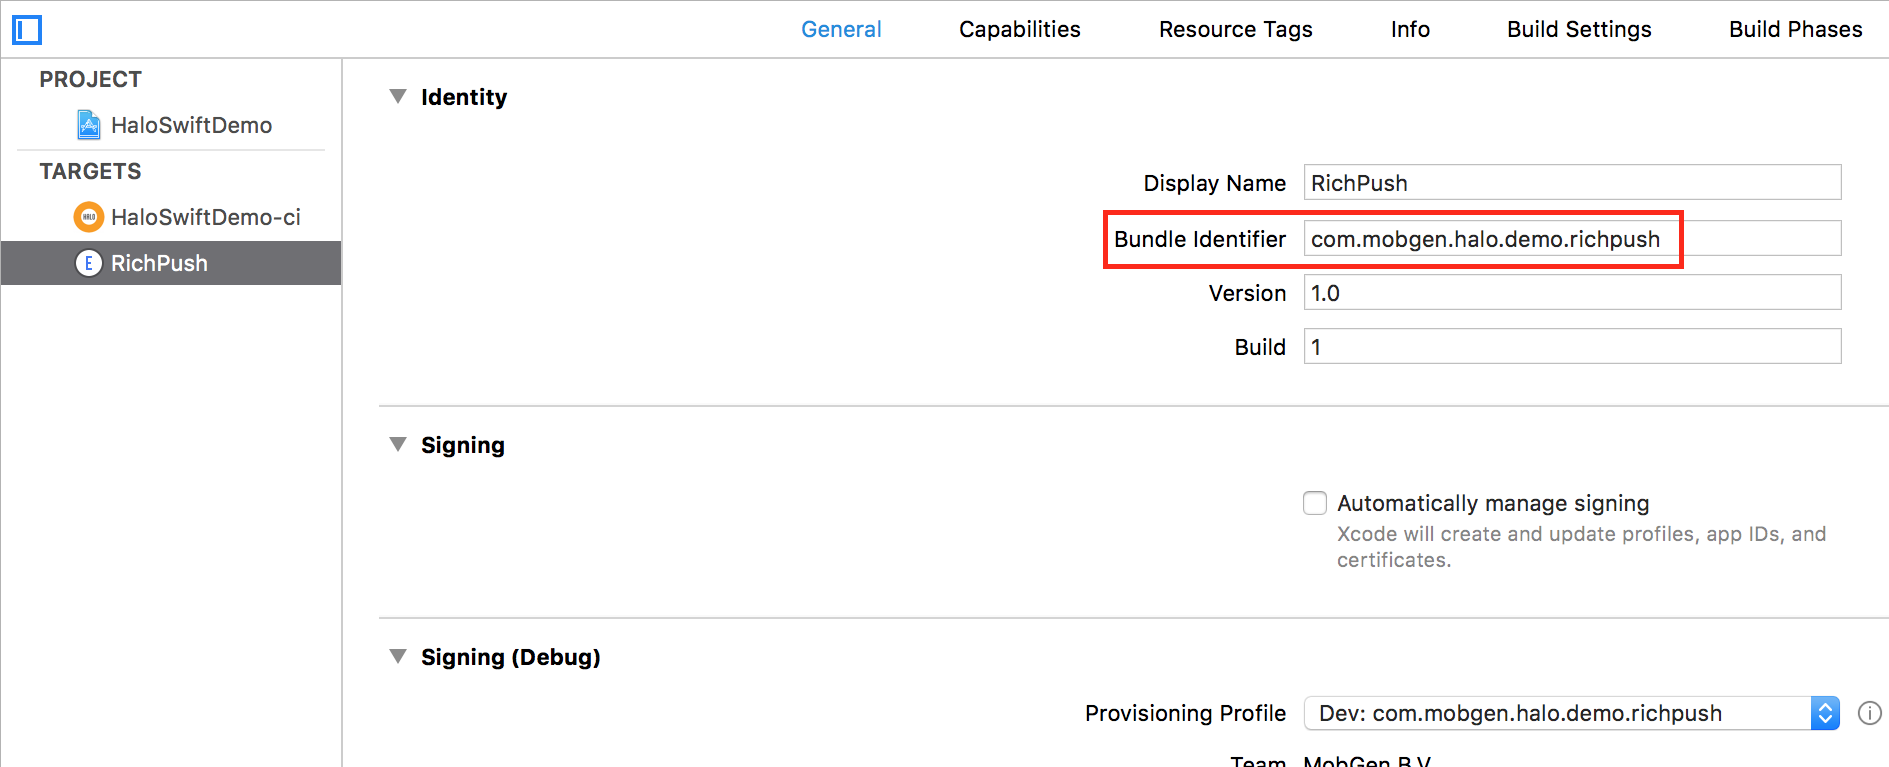 General Capabilities Resource Tags Info Build Settings Build Phases
PROJECT
HaloSwiftDemo
TARGETS
HALO HaloSwiftDemo-ci
E RichPush
Identity
Display Name RichPush
Bundle Identifier com.mobgen.halo.demo.richpush
Version 1.0
Build 1
Signing
Automatically manage signing
Xcode will create and update profiles, app IDs, and
certificates.
Signing (Debug)
Provisioning Profile Dev: com.mobgen.halo.demo.richpush
Team MobGen B.V.